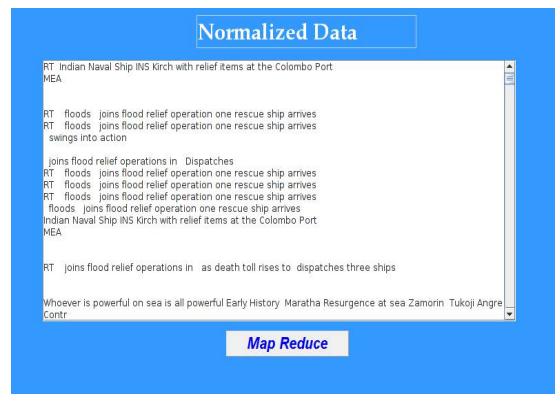 Normalized Data
RT Indian Naval Ship INS Kirch with relief items at the Colombo Port
MEA
RT floods joins flood relief operation one rescue ship arrives
RT floods joins flood relief operation one rescue ship arrives
swings into action
joins flood relief operations in Dispatches
RT floods joins flood relief operation one rescue ship arrives
RT floods joins flood relief operation one rescue ship arrives
RT floods joins flood relief operation one rescue ship arrives
floods joins flood relief operation one rescue ship arrives
Indian Naval Ship INS Kirch with relief items at the Colombo Port
MEA
RT joins flood relief operations in as death toll rises to dispatches three ships
Whoever is powerful on sea is all powerful Early History Maratha Resurgence at sea Zamorin Tukoji Angre
Contr
Map Reduce